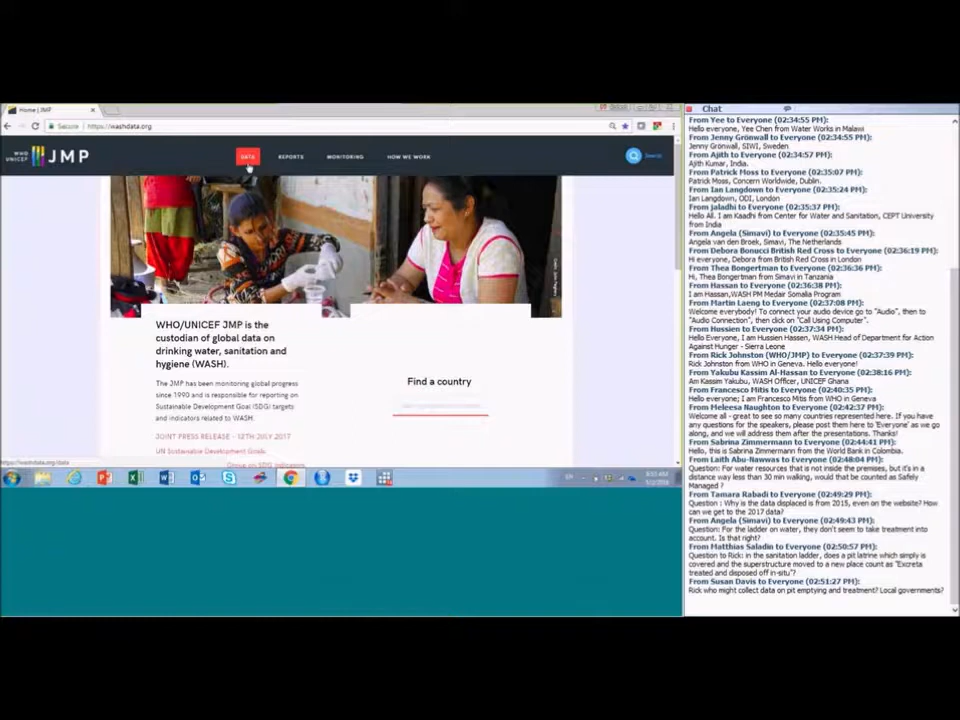 Home | JMP
Secure
https://washdata.org
WHO
UNICEF
JMP
DATA
REPORTS
MONITORING
HOW WE WORK
Search
WHO/UNICEF JMP is the
custodian of global data on
drinking water, sanitation and
hygiene (WASH).
The JMP has been monitoring global progress
since 1990 and is responsible for reporting on
Sustainable Development Goal (SDG) targets
and indicators related to WASH.
JOINT PRESS RELEASE - 12TH JULY 2017
UN Sustainable Development Goals
Group on SDG indicators
Find a country
https://washdata.org/data
EN
Chat
From Yee to Everyone (02:34:55 PM):
Hello everyone, Yee Chen from Water Works in Malawi
From Jenny Grönwall to Everyone (02:34:55 PM):
Jenny Grönwall, SIWI, Sweden
From Ajith to Everyone (02:34:57 PM):
Ajith Kumar, India.
From Patrick Moss to Everyone (02:35:07 PM):
Patrick Moss, Concern Worldwide, Dublin.
From Ian Langdown to Everyone (02:35:24 PM):
Ian Langdown, ODI, London
From jaladhi to Everyone (02:35:37 PM):
Hello All. I am Kaadhi from Center for Water and Sanitation, CEPT University
from India
From Angela (Simavi) to Everyone (02:35:45 PM):
Angela van den Broek, Simavi, The Netherlands
From Debora Bonucci British Red Cross to Everyone (02:36:19 PM):
Hi everyone, Debora from British Red Cross in London
From Thea Bongertman to Everyone (02:36:36 PM):
Hi, Thea Bongertman from Simavi in Tanzania
From Hassan to Everyone (02:36:38 PM):
I am Hassan,WASH PM Medair Somalia Program
From Martin Laeng to Everyone (02:37:08 PM):
Welcome everybody! To connect your audio device go to "Audio", then to
"Audio Connection", then click on "Call Using Computer".
From Hussien to Everyone (02:37:34 PM):
Hello Everyone, I am Hussien Hassen, WASH Head of Department for Action
Against Hunger - Sierra Leone
From Rick Johnston (WHO/JMP) to Everyone (02:37:39 PM):
Rick Johnston from WHO in Geneva. Hello everyone!
From Yakubu Kassim Al-Hassan to Everyone (02:38:16 PM):
Am Kassim Yakubu, WASH Officer, UNICEF Ghana
From Francesco Mitis to Everyone (02:40:35 PM):
Hello everyone; I am Francesco Mitis from WHO in Geneva
From Heleesa Naughton to Everyone (02:42:37 PM):
Welcome all - great to see so many countries represented here. If you have
any questions for the speakers, please post them here to 'Everyone' as we go
along, and we will address them after the presentations. Thanks!
From Sabrina Zimmermann to Everyone (02:44:41 PM):
Hello, this is Sabrina Zimmermann from the World Bank in Colombia.
From Laith Abu-Nawwas to Everyone (02:48:04 PM):
Question: For water resources that is not inside the premises, but it's in a
distance way less than 30 min walking, would that be counted as Safely
Managed ?
From Tamara Rabadi to Everyone (02:49:29 PM):
Question : Why is the data displaced is from 2015, even on the website? How
can we get to the 2017 data?
From Angela (Simavi) to Everyone (02:49:43 PM):
Question: For the ladder on water, they don't seem to take treatment into
account. Is that right?
From Matthias Saladin to Everyone (02:50:57 PM):
Question to Rick: in the sanitation ladder, does a pit latrine which simply is
covered and the superstructure moved to a new place count as "Excreta
treated and disposed off in-situ"?
From Susan Davis to Everyone (02:51:27 PM):
Rick who might collect data on pit emptying and treatment? Local governments?